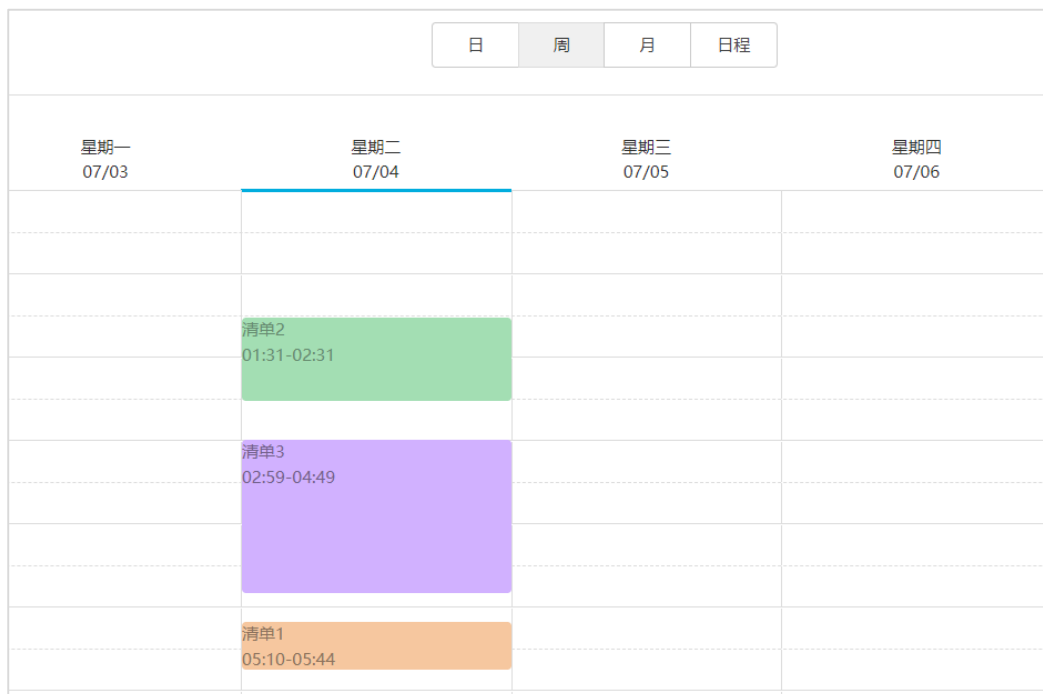 日 周 月 日程
星期一 星期二 星期三 星期四
07/03 07/04 07/05 07/06
清单2
01:31-02:31
清单3
02:59-04:49
清单1
05:10-05:44